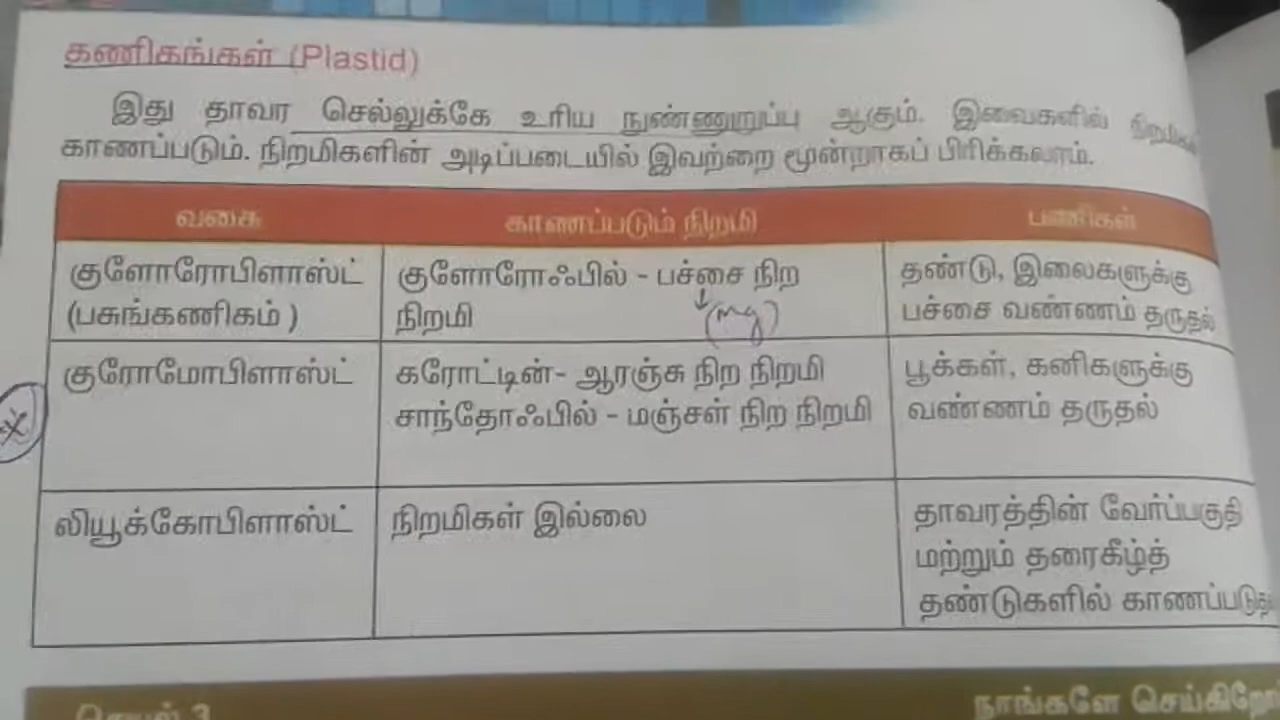 கணிகங்கள் (Plastid)
இது தாவர செல்லுக்கே உரிய நுண்ணுறுப்பு ஆகும். இவைகளில்
காணப்படும். நிறமிகளின் அடிப்படையில் இவற்றை மூன்றாகப் பிரிக்கலாம்.
வகை காணப்படும் நிறமி பணிகள்
குளோரோபிளாஸ்ட் குளோரோஃபில் - பச்சை நிற தண்டு, இலைகளுக்கு
(பசுங்கணிகம் ) நிறமி (mg) பச்சை வண்ணம் தருதல்
குரோமோபிளாஸ்ட் கரோட்டின்- ஆரஞ்சு நிற நிறமி பூக்கள், கனிகளுக்கு
சாந்தோஃபில் - மஞ்சள் நிற நிறமி வண்ணம் தருதல்
லியூக்கோபிளாஸ்ட் நிறமிகள் இல்லை தாவரத்தின் வேர்ப்பகுதி
மற்றும் தரைகீழ்த்
தண்டுகளில்
நாங்களே